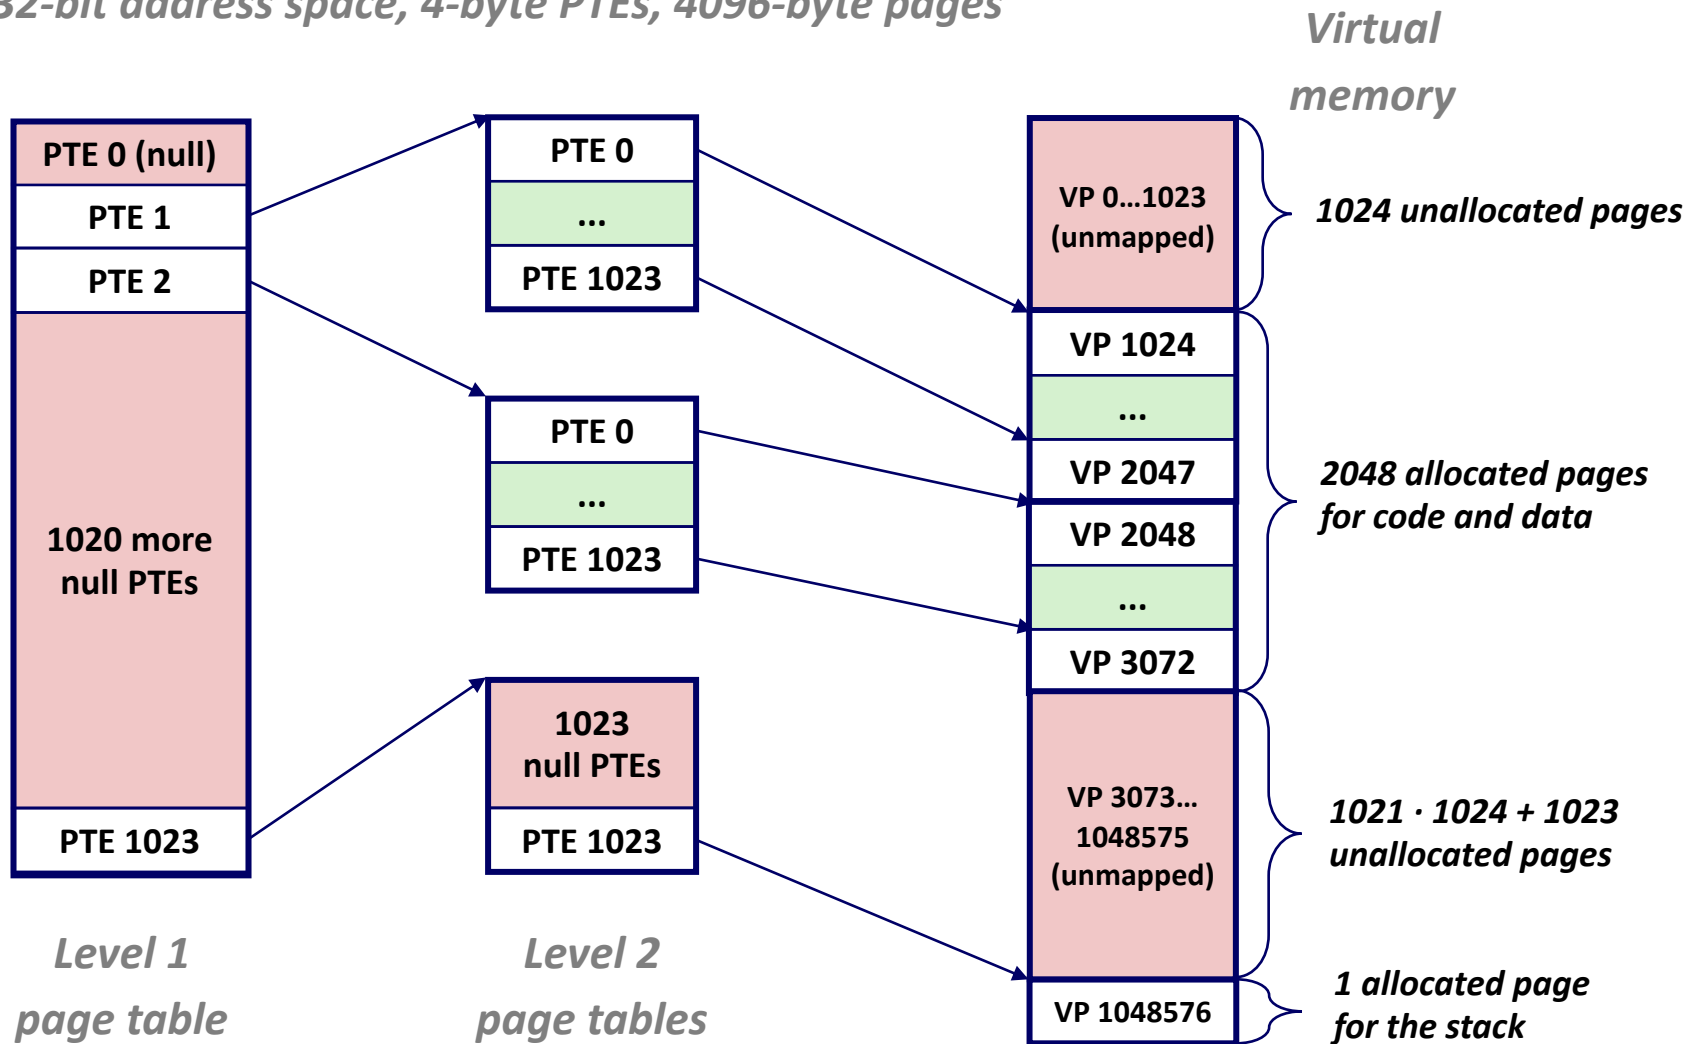 32-bit address space, 4-byte PTEs, 4096-byte pages
Virtual
memory
PTE 0 (null)
PTE 1
PTE 2
1020 more
null PTEs
PTE 1023
Level 1
page table
PTE 0
...
PTE 1023
PTE 0
...
PTE 1023
1023
null PTEs
PTE 1023
Level 2
page tables
VP 0...1023
(unmapped)
VP 1024
...
VP 2047
VP 2048
...
VP 3072
VP 3073...
1048575
(unmapped)
VP 1048576
1024 unallocated pages
2048 allocated pages
for code and data
1021 · 1024 + 1023
unallocated pages
1 allocated page
for the stack